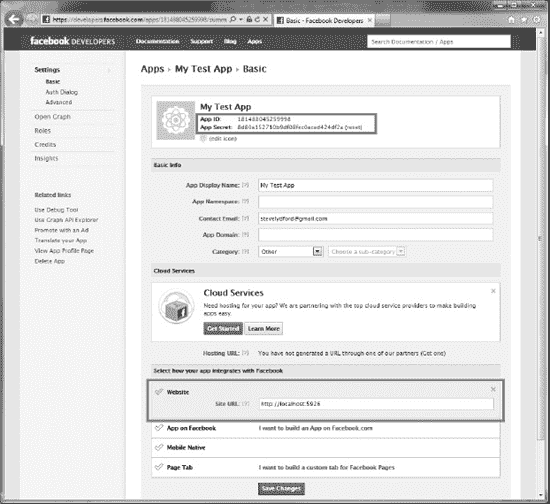 https://developers.facebook.com/apps/
Basic - Facebook Developers
facebook DEVELOPERS Documentation Support Blog Apps Search Documentation / Apps
Settings
Basic
Auth Dialog
Advanced
Open Graph
Roles
Credits
Insights
Related links
Use Debug Tool
Use Graph API Explorer
Promote with an Ad
Translate your App
View App Profile Page
Delete App
Apps ▸ My Test App ▸ Basic
My Test App
App ID:
App Secret: (reset)
(edit icon)
Basic Info
App Display Name: [?] My Test App
App Namespace: [?]
Contact Email: [?] stevelydford@gmail.com
App Domain: [?]
Category: [?] Other Choose a sub-category
Cloud Services
Cloud Services
Need hosting for your app? We are partnering with the top cloud service providers to make building
apps easy.
Get Started Learn More
Hosting URL: [?] You have not generated a URL through one of our partners (Get one)
Select how your app integrates with Facebook
Website
Site URL: [?] http://localhost:5926
App on Facebook I want to build an App on Facebook.com
Mobile Native
Page Tab I want to build a custom tab for Facebook Pages
Save Changes